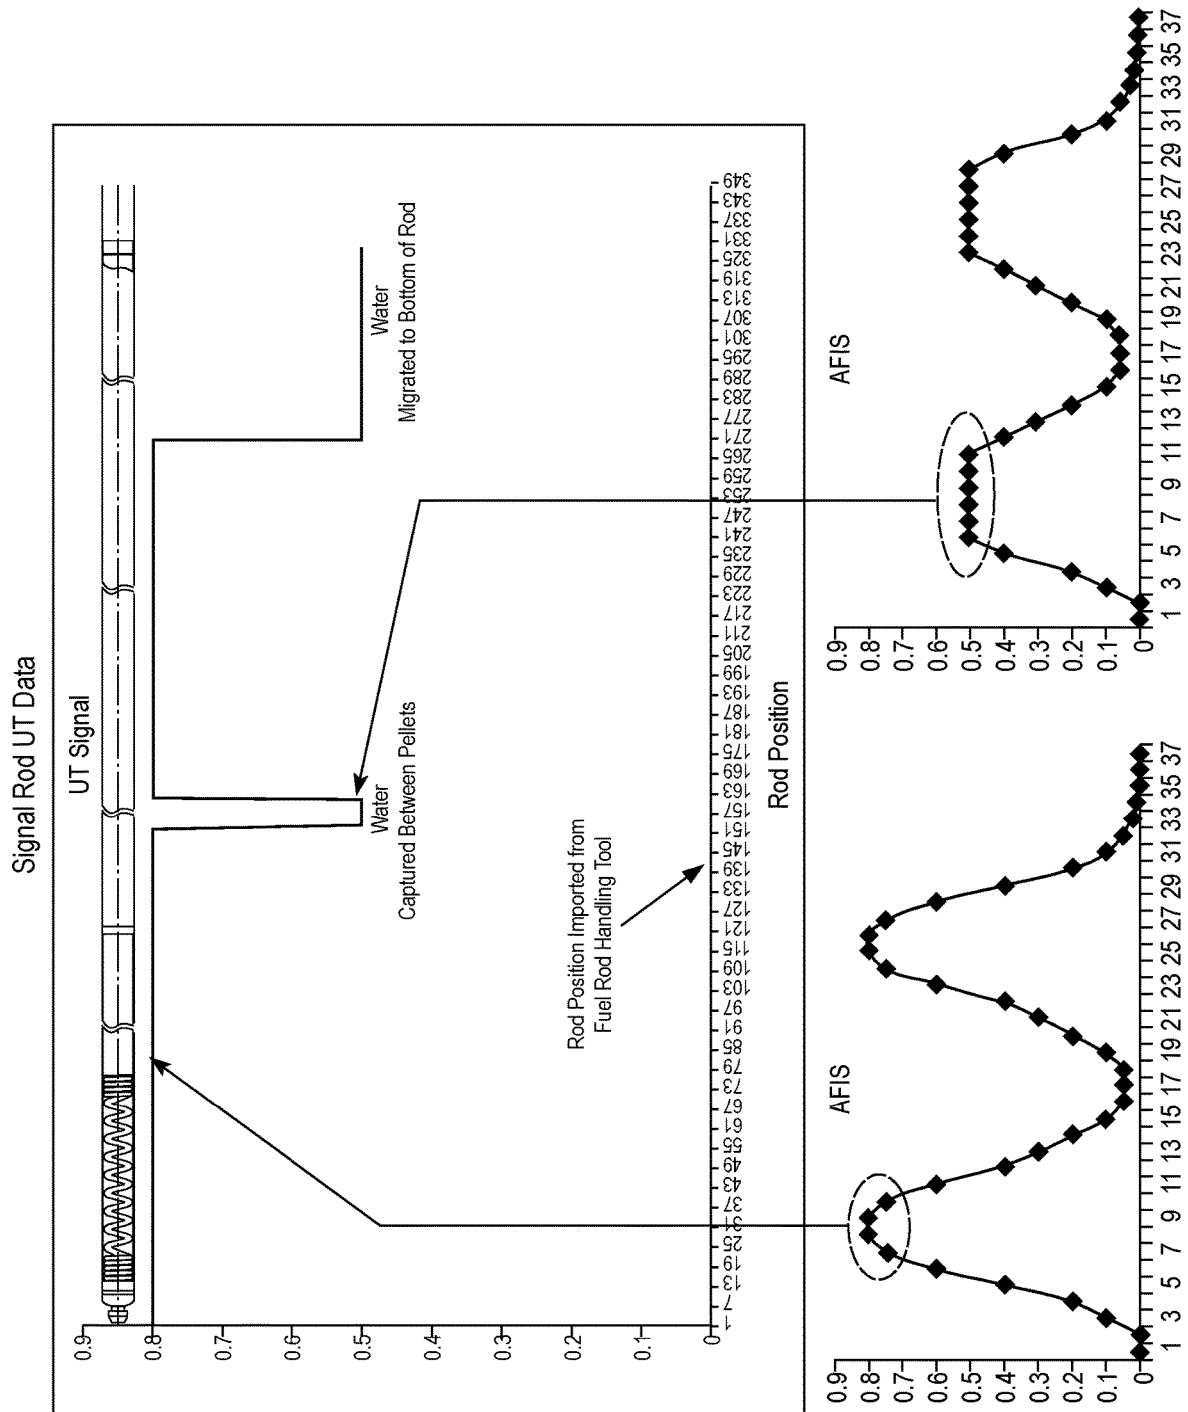 Signal Rod UT Data
UT Signal
0.9
0.8
0.7
0.6
0.5
0.4
0.3
0.2
0.1
0
Water
Captured Between Pellets
Water
Migrated to Bottom of Rod
Rod Position Imported from
Fuel Rod Handling Tool
1 7 13 19 25 31 37 43 49 55 61 67 73 79 85 91 97 103 109 115 121 127 133 139 145 151 157 163 169 175 181 187 193 199 205 211 217 223 229 235 241 247 253 259 265 271 277 283 289 295 301 307 313 319 325 331 337 343 349
Rod Position
AFIS
0.9
0.8
0.7
0.6
0.5
0.4
0.3
0.2
0.1
0
1 3 5 7 9 11 13 15 17 19 21 23 25 27 29 31 33 35 37
AFIS
0.9
0.8
0.7
0.6
0.5
0.4
0.3
0.2
0.1
0
1 3 5 7 9 11 13 15 17 19 21 23 25 27 29 31 33 35 37